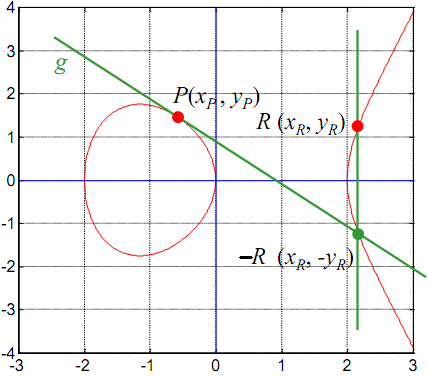 4
3
g
2
P(xP, yP)
R (xR, yR)
1
0
-1
–R (xR, -yR)
-2
-3
-4
-3 -2 -1 0 1 2 3